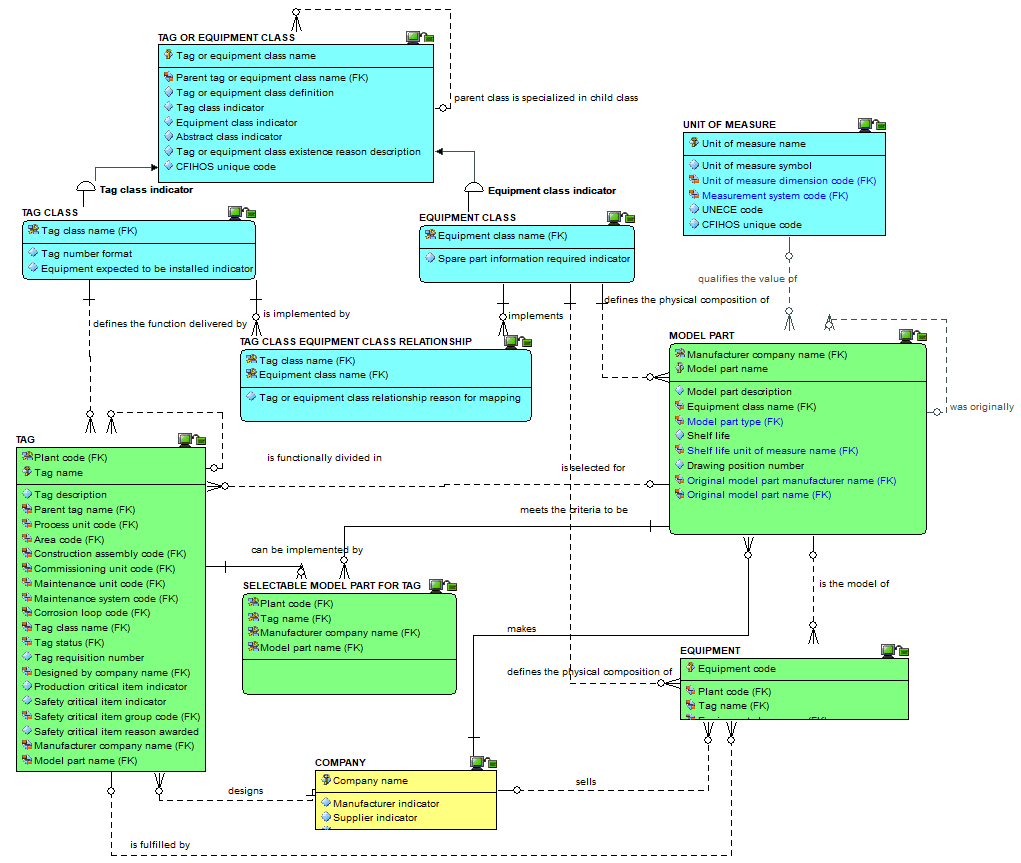 TAG OR EQUIPMENT CLASS
Tag or equipment class name
Parent tag or equipment class name (FK)
Tag or equipment class definition
Tag class indicator
Equipment class indicator
Abstract class indicator
Tag or equipment class existence reason description
CFIHOS unique code
parent class is specialized in child class
UNIT OF MEASURE
Unit of measure name
Unit of measure symbol
Unit of measure dimension code (FK)
Measurement system code (FK)
UNECE code
CFIHOS unique code
Tag class indicator
Equipment class indicator
TAG CLASS
Tag class name (FK)
Tag number format
Equipment expected to be installed indicator
EQUIPMENT CLASS
Equipment class name (FK)
Spare part information required indicator
qualifies the value of
defines the physical composition of
defines the function delivered by
is implemented by
implements
TAG CLASS EQUIPMENT CLASS RELATIONSHIP
Tag class name (FK)
Equipment class name (FK)
Tag or equipment class relationship reason for mapping
MODEL PART
Manufacturer company name (FK)
Model part name
Model part description
Equipment class name (FK)
Model part type (FK)
Shelf life
Shelf life unit of measure name (FK)
Drawing position number
Original model part manufacturer name (FK)
Original model part name (FK)
was originally
TAG
Plant code (FK)
Tag name
Tag description
Parent tag name (FK)
Process unit code (FK)
Area code (FK)
Construction assembly code (FK)
Commissioning unit code (FK)
Maintenance unit code (FK)
Maintenance system code (FK)
Corrosion loop code (FK)
Tag class name (FK)
Tag status (FK)
Tag requisition number
Designed by company name (FK)
Production critical item indicator
Safety critical item indicator
Safety critical item group code (FK)
Safety critical item reason awarded
Manufacturer company name (FK)
Model part name (FK)
is functionally divided in
is selected for
meets the criteria to be
can be implemented by
SELECTABLE MODEL PART FOR TAG
Plant code (FK)
Tag name (FK)
Manufacturer company name (FK)
Model part name (FK)
is the model of
makes
defines the physical composition of
EQUIPMENT
Equipment code
Plant code (FK)
Tag name (FK)
COMPANY
Company name
Manufacturer indicator
Supplier indicator
sells
designs
is fulfilled by